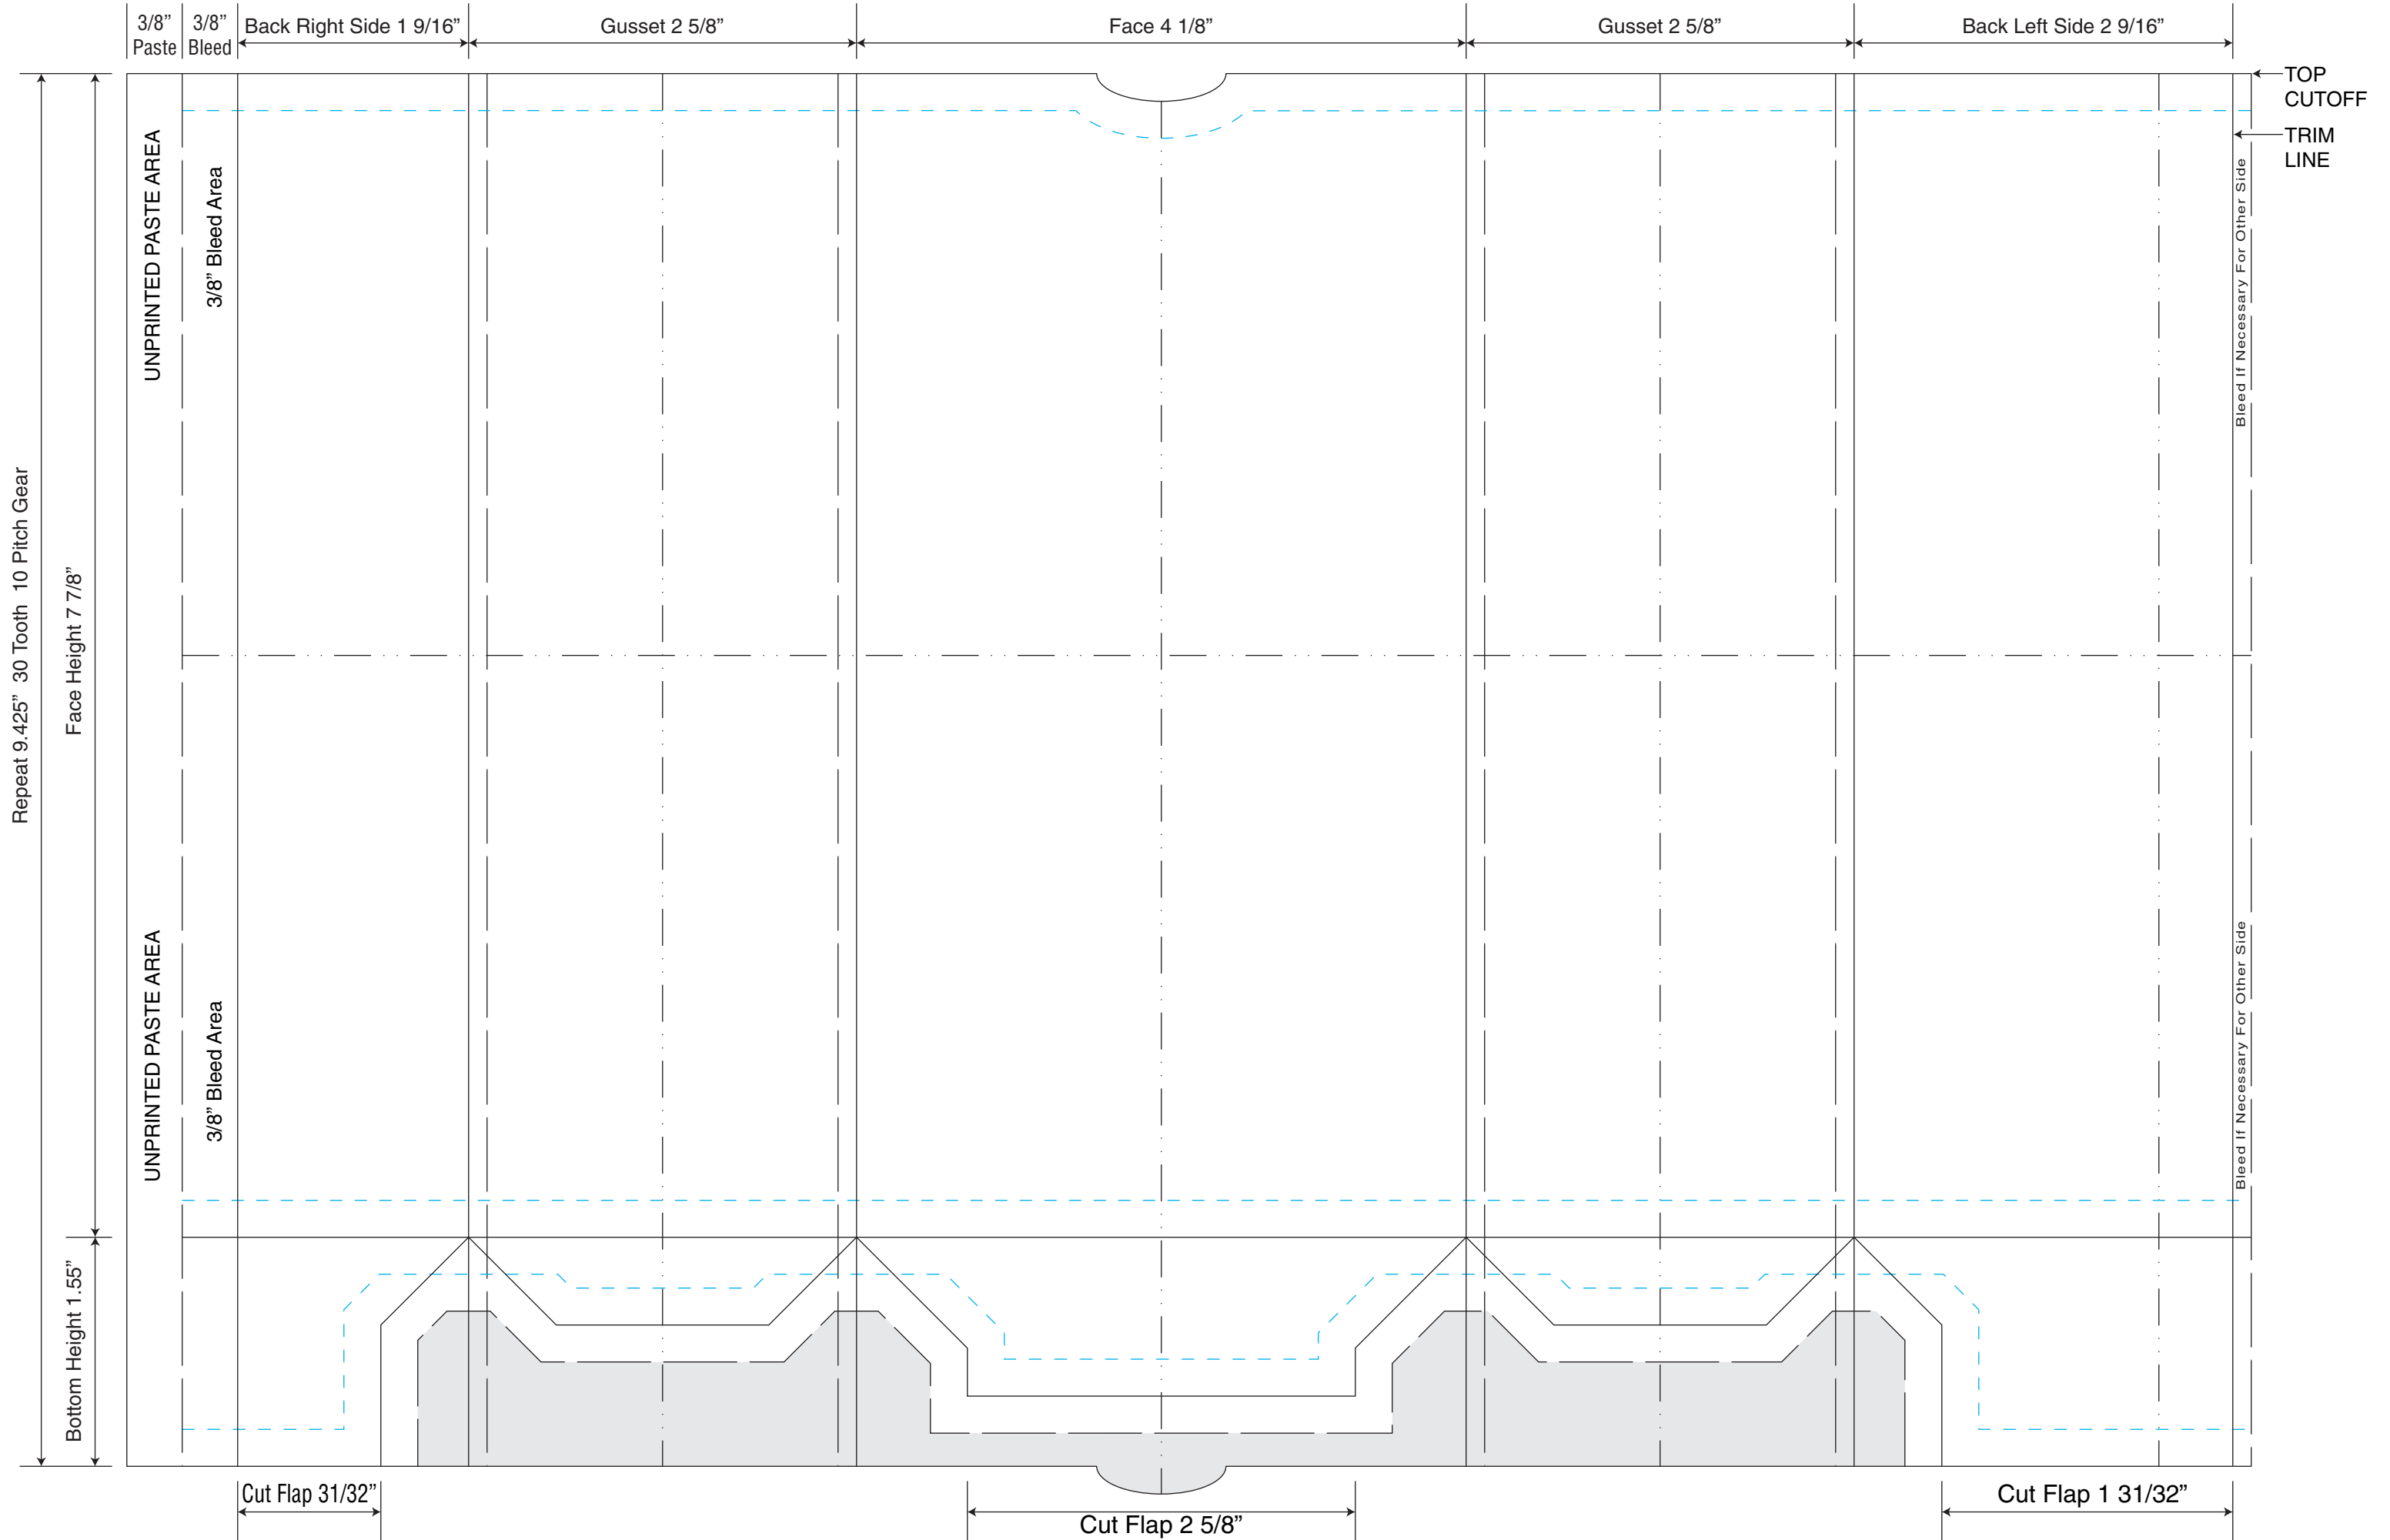 3/8”
Paste
3/8”
Bleed
Back Right Side 1 9/16”
Gusset 2 5/8”
Face 4 1/8”
Gusset 2 5/8”
Back Left Side 2 9/16”
TOP
CUTOFF
TRIM
LINE
UNPRINTED PASTE AREA
3/8” Bleed Area
Bleed If Necessary For Other Side
Repeat 9.425” 30 Tooth 10 Pitch Gear
Face Height 7 7/8”
UNPRINTED PASTE AREA
3/8” Bleed Area
Bleed If Necessary For Other Side
Bottom Height 1.55”
Cut Flap 31/32”
Cut Flap 2 5/8”
Cut Flap 1 31/32”